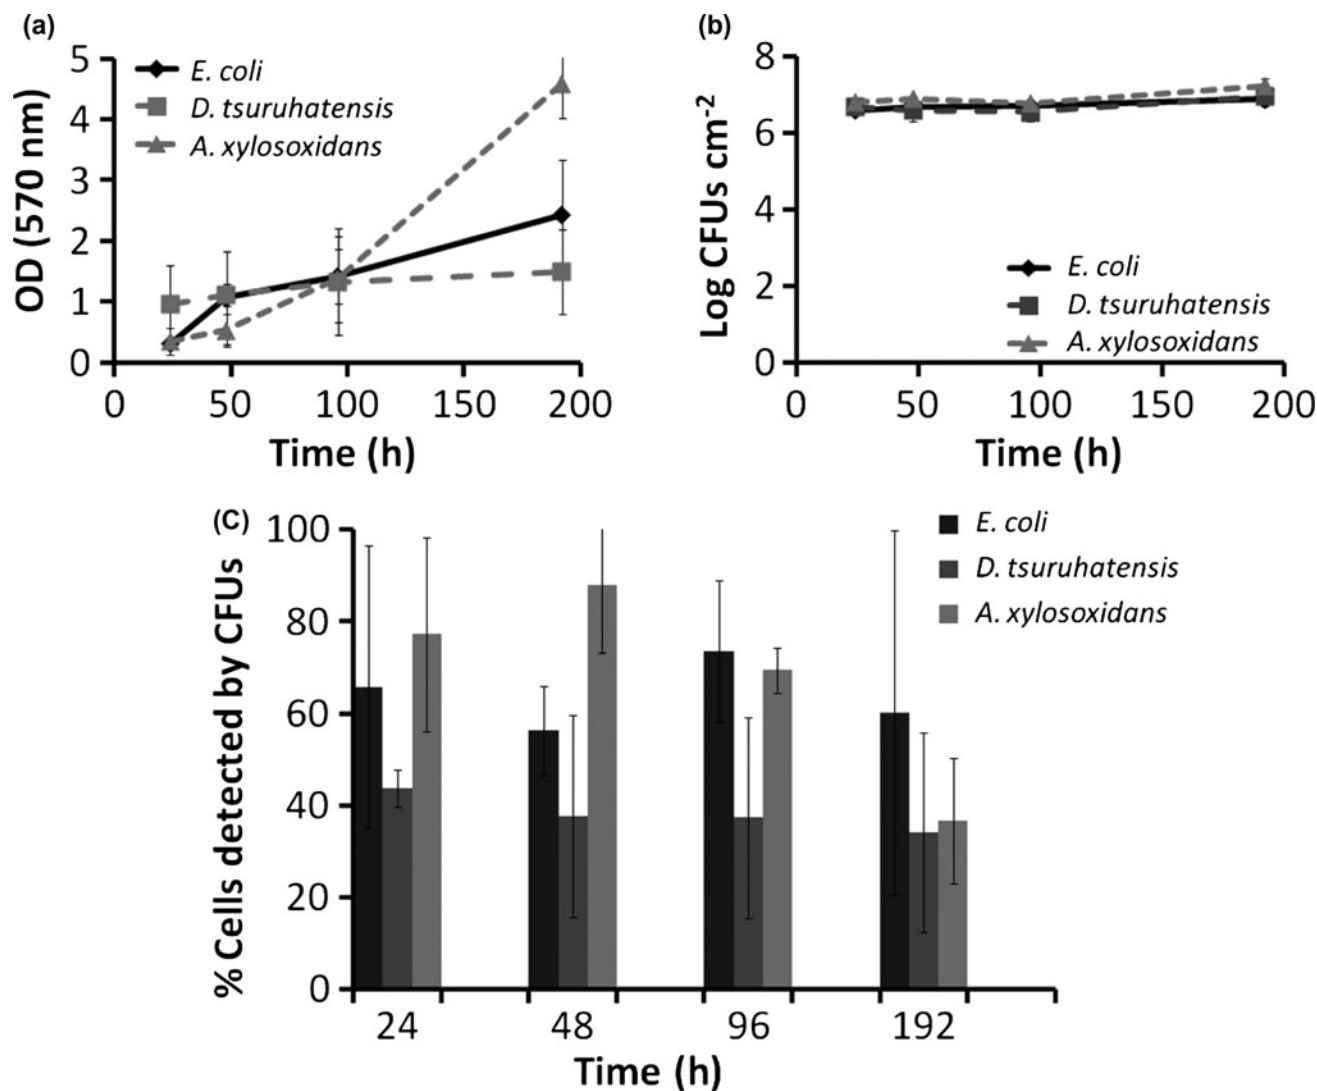 (a)
OD (570 nm)
5
4
3
2
1
0
E. coli
D. tsuruhatensis
A. xylosoxidans
0 50 100 150 200
Time (h)
(b)
Log CFUs cm-2
8
6
4
2
0
E. coli
D. tsuruhatensis
A. xylosoxidans
0 50 100 150 200
Time (h)
(C)
% Cells detected by CFUs
100
80
60
40
20
0
E. coli
D. tsuruhatensis
A. xylosoxidans
24 48 96 192
Time (h)